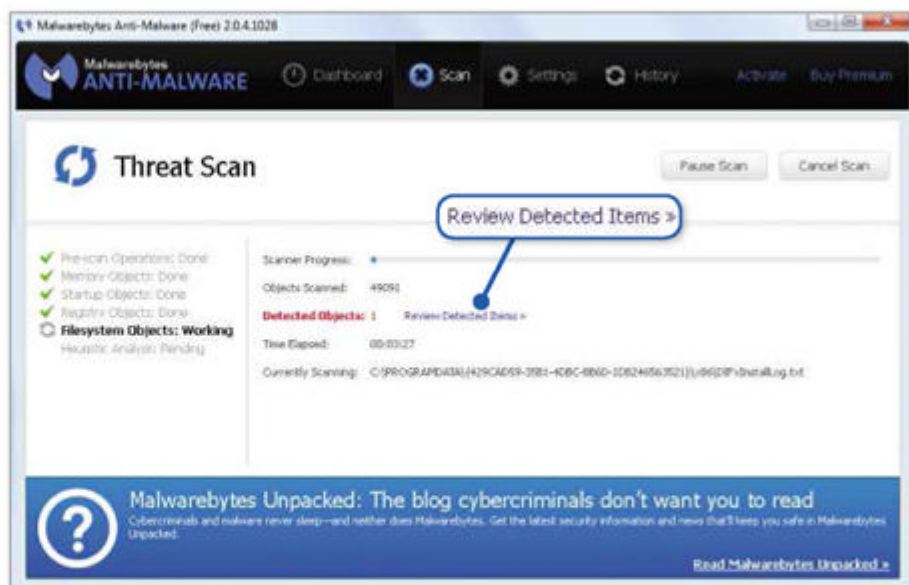 Malwarebytes Anti-Malware (Free) 2.0.4.1028
Malwarebytes
ANTI-MALWARE
Dashboard
Scan
Settings
History
Activate
Buy Premium
Threat Scan
Pause Scan
Cancel Scan
Review Detected Items »
Pre-scan Operations: Done
Memory Objects: Done
Startup Objects: Done
Registry Objects: Done
Filesystem Objects: Working
Heuristic Analysis: Pending
Scanner Progress:
Objects Scanned: 49091
Detected Objects: 1 Review Detected Items »
Time Elapsed: 00:03:27
Currently Scanning:
Malwarebytes Unpacked: The blog cybercriminals don't want you to read
Cybercriminals and malware never sleep—and neither does Malwarebytes. Get the latest security information and news that'll keep you safe in Malwarebytes
Unpacked.
Read Malwarebytes Unpacked »